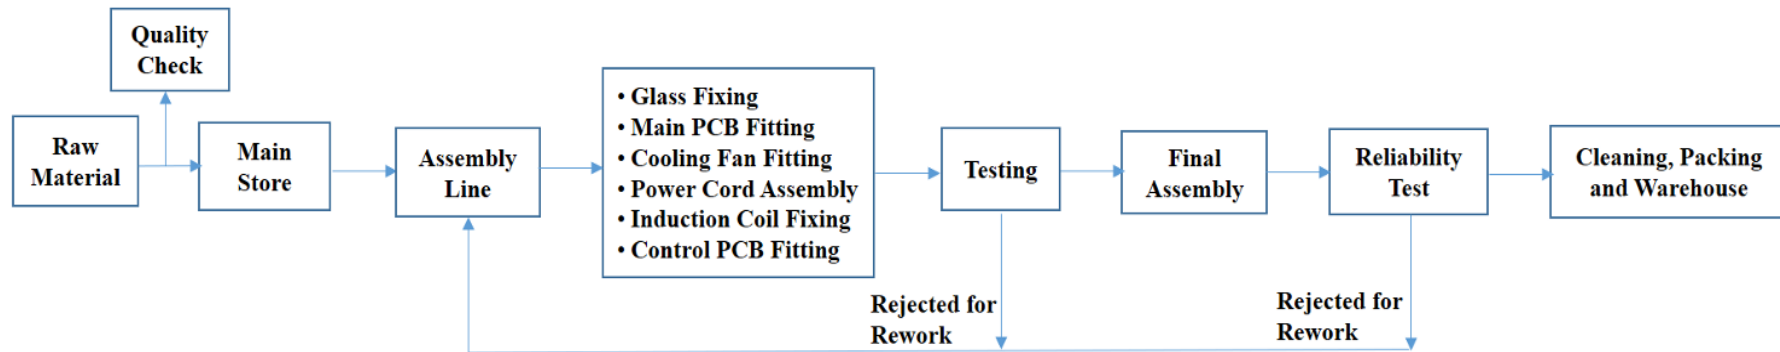 Quality
Check
Raw
Material
Main
Store
Assembly
Line
• Glass Fixing
• Main PCB Fitting
• Cooling Fan Fitting
• Power Cord Assembly
• Induction Coil Fixing
• Control PCB Fitting
Testing
Final
Assembly
Reliability
Test
Cleaning, Packing
and Warehouse
Rejected for
Rework
Rejected for
Rework